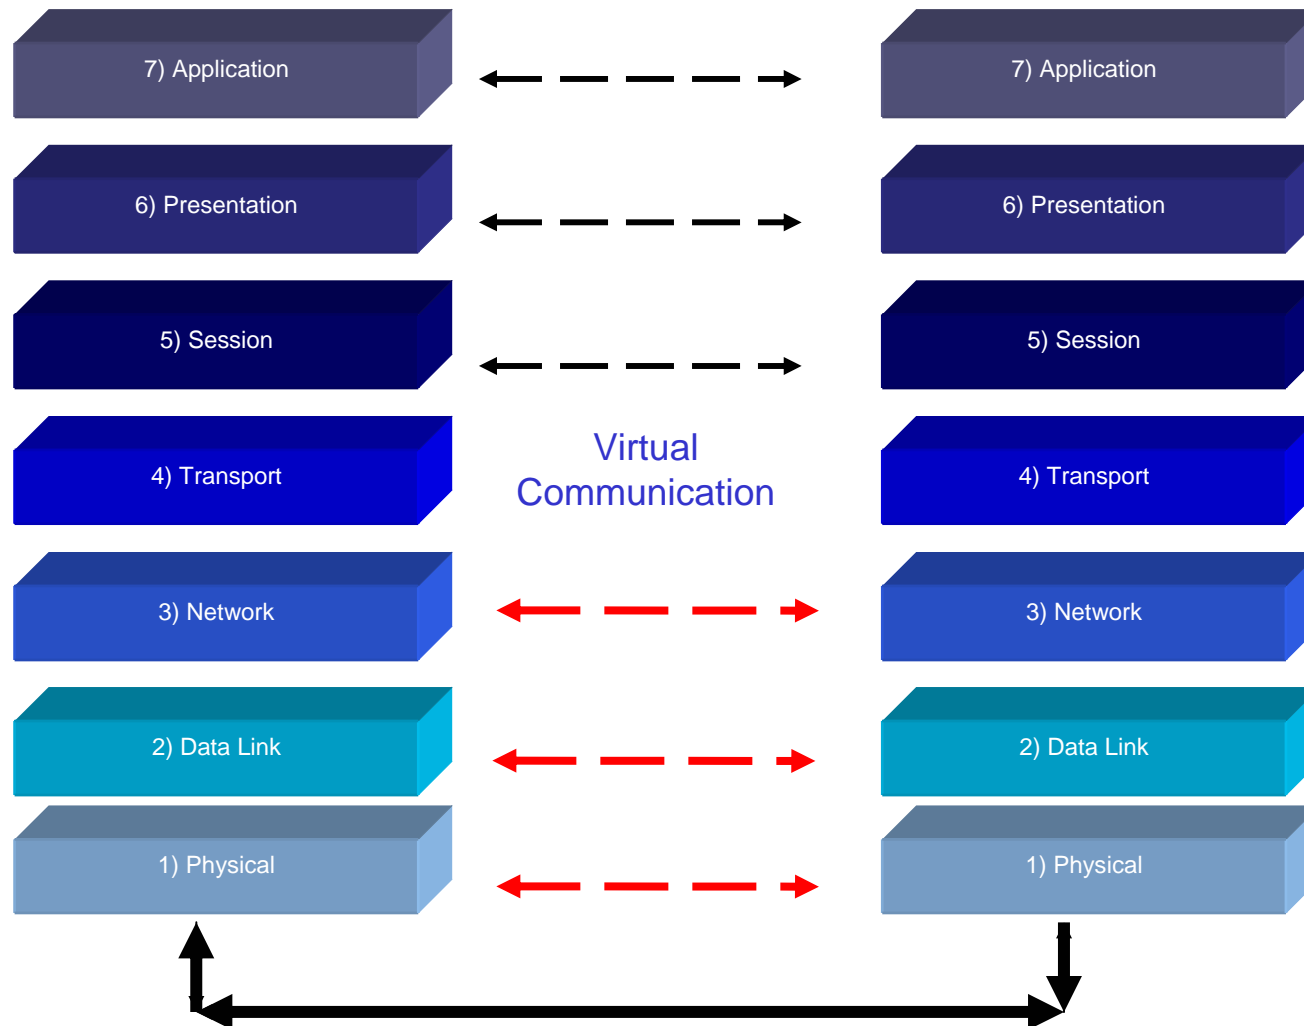 7) Application
7) Application
6) Presentation
6) Presentation
5) Session
5) Session
4) Transport
Virtual
Communication
4) Transport
3) Network
3) Network
2) Data Link
2) Data Link
1) Physical
1) Physical